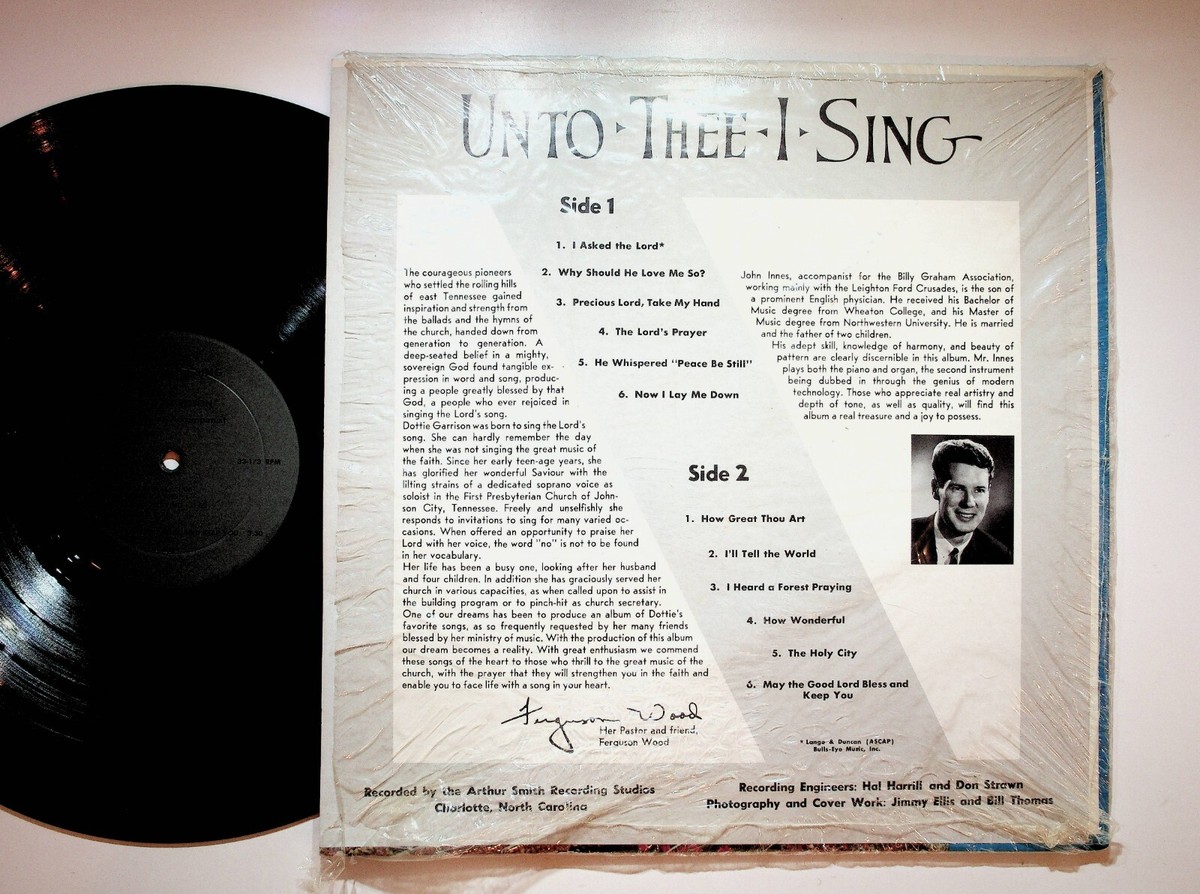 UNTO · THEE · I · SING
Side 1
1. I Asked the Lord*
2. Why Should He Love Me So?
3. Precious Lord, Take My Hand
4. The Lord's Prayer
5. He Whispered "Peace Be Still"
6. Now I Lay Me Down
Side 2
1. How Great Thou Art
2. I'll Tell the World
3. I Heard a Forest Praying
4. How Wonderful
5. The Holy City
6. May the Good Lord Bless and
Keep You
* Lango & Duncan (ASCAP)
Bulls-Eye Music, Inc.
The courageous pioneers
who settled the rolling hills
of east Tennessee gained
inspiration and strength from
the ballads and the hymns of
the church, handed down from
generation to generation. A
deep-seated belief in a mighty,
sovereign God found tangible ex-
pression in word and song, produc-
ing a people greatly blessed by that
God, a people who ever rejoiced in
singing the Lord's song.
Dottie Garrison was born to sing the Lord's
song. She can hardly remember the day
when she was not singing the great music of
the faith. Since her early teen-age years, she
has glorified her wonderful Saviour with the
lilting strains of a dedicated soprano voice as
soloist in the First Presbyterian Church of John-
son City, Tennessee. Freely and unselfishly she
responds to invitations to sing for many varied oc-
casions. When offered an opportunity to praise her
Lord with her voice, the word "no" is not to be found
in her vocabulary.
Her life has been a busy one, looking after her husband
and four children. In addition she has graciously served her
church in various capacities, as when called upon to assist in
the building program or to pinch-hit as church secretary.
One of our dreams has been to produce an album of Dottie's
favorite songs, as so frequently requested by her many friends
blessed by her ministry of music. With the production of this album
our dream becomes a reality. With great enthusiasm we commend
these songs of the heart to those who thrill to the great music of the
church, with the prayer that they will strengthen you in the faith and
enable you to face life with a song in your heart.
Ferguson Wood
Her Pastor and friend,
Ferguson Wood
John Innes, accompanist for the Billy Graham Association,
working mainly with the Leighton Ford Crusades, is the son of
a prominent English physician. He received his Bachelor of
Music degree from Wheaton College, and his Master of
Music degree from Northwestern University. He is married
and the father of two children.
His adept skill, knowledge of harmony, and beauty of
pattern are clearly discernible in this album. Mr. Innes
plays both the piano and organ, the second instrument
being dubbed in through the genius of modern
technology. Those who appreciate real artistry and
depth of tone, as well as quality, will find this
album a real treasure and a joy to possess.
Recorded by the Arthur Smith Recording Studios
Charlotte, North Carolina
Recording Engineers: Hal Harrill and Don Strawn
Photography and Cover Work: Jimmy Ellis and Bill Thomas
33-1/3 RPM